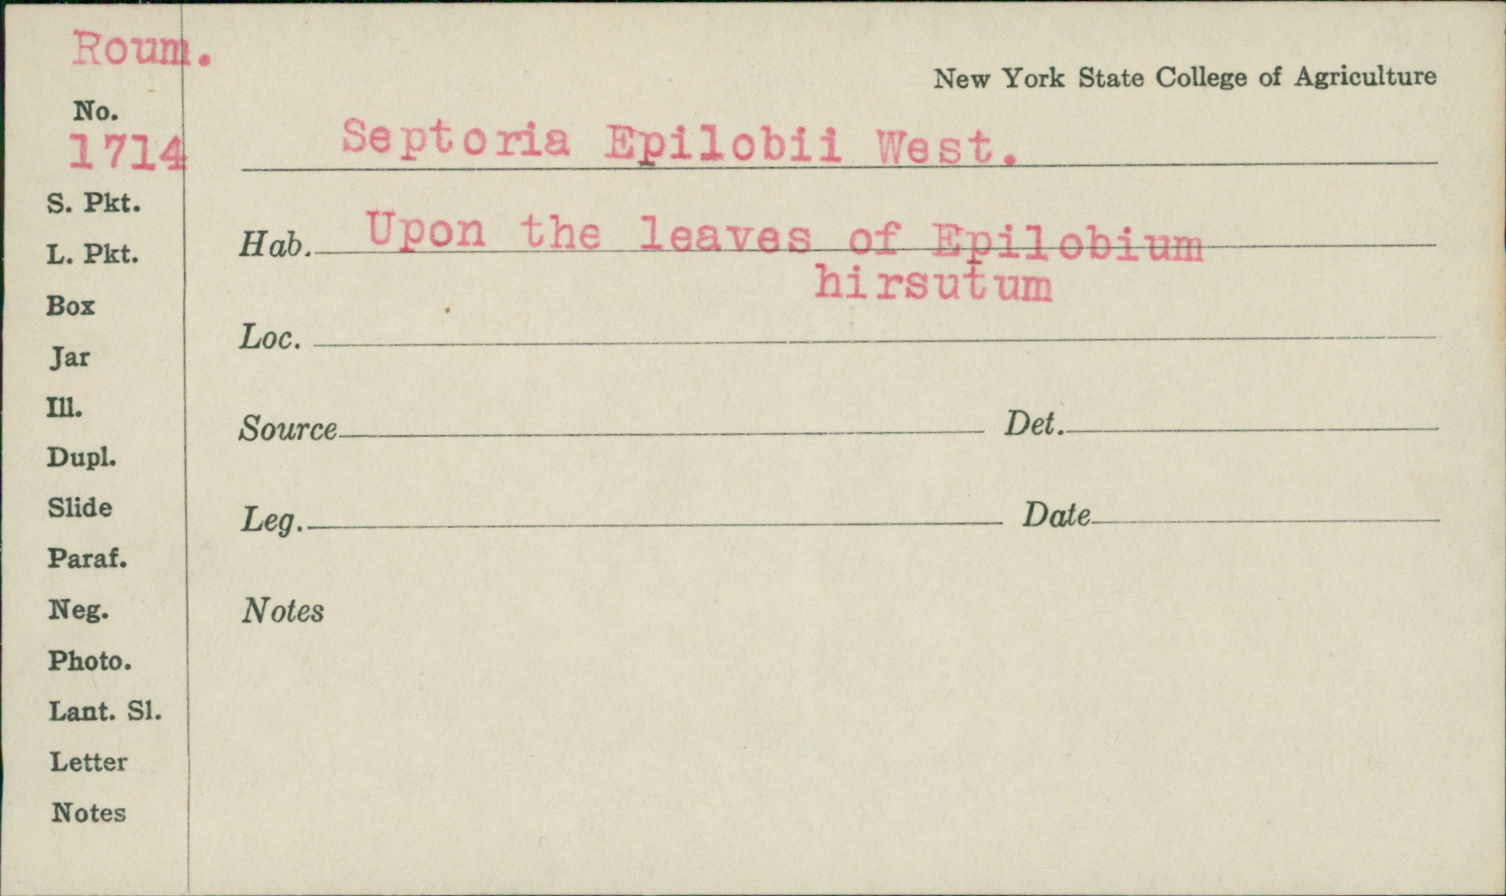 Roum.
New York State College of Agriculture
No.
1714
Septoria Epilobii West.
S. Pkt.
Hab. Upon the leaves of Epilobium
hirsutum
L. Pkt.
Box
Loc.
Jar
Ill.
Source Det.
Dupl.
Slide
Leg. Date
Paraf.
Neg.
Notes
Photo.
Lant. Sl.
Letter
Notes